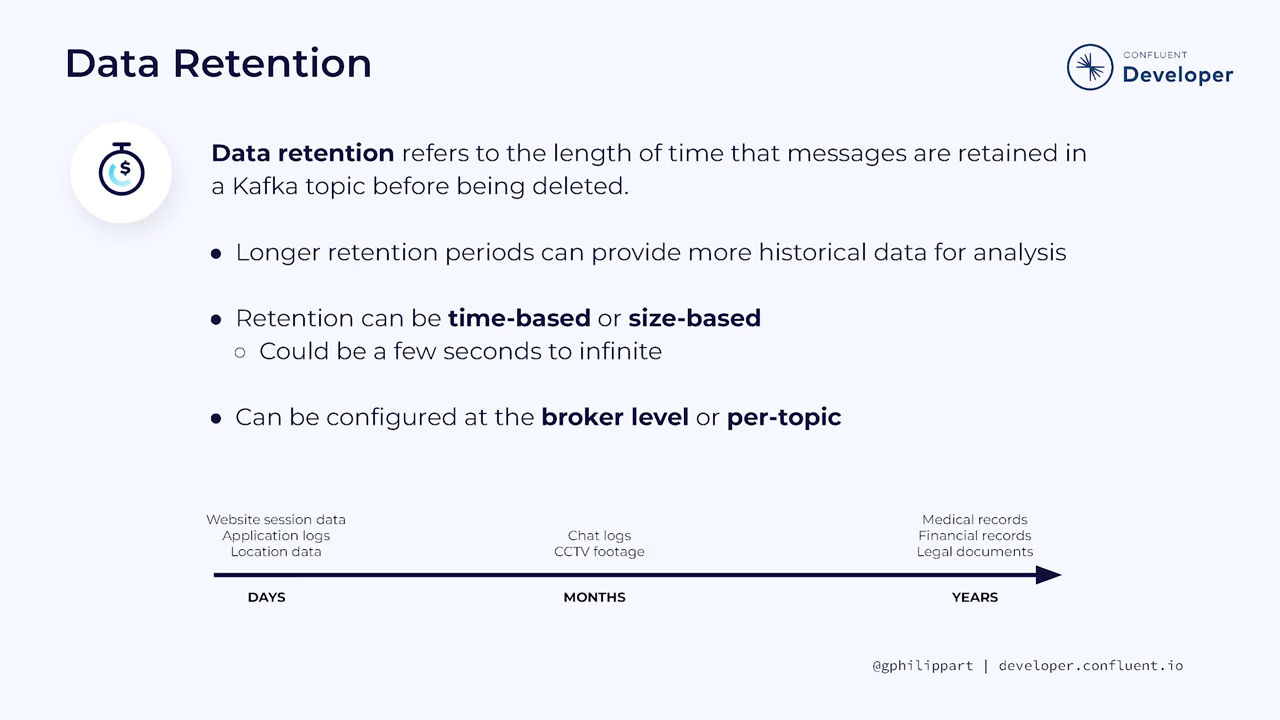 Data Retention
CONFLUENT
Developer
$
Data retention refers to the length of time that messages are retained in
a Kafka topic before being deleted.
● Longer retention periods can provide more historical data for analysis
● Retention can be time-based or size-based
○ Could be a few seconds to infinite
● Can be configured at the broker level or per-topic
Website session data
Application logs
Location data
Chat logs
CCTV footage
Medical records
Financial records
Legal documents
DAYS
MONTHS
YEARS
@gphilippart | developer.confluent.io